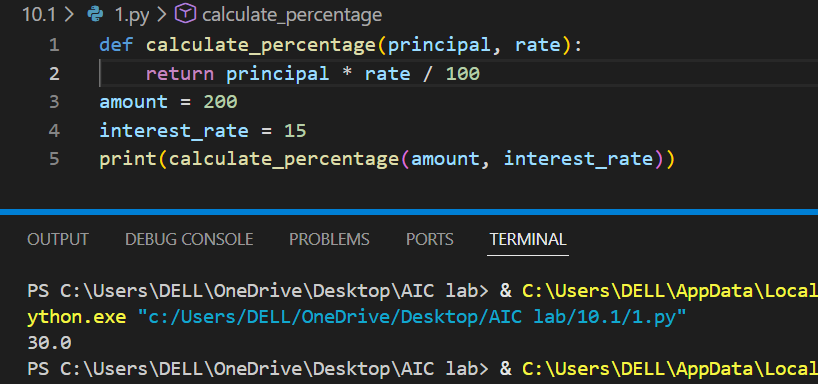 10.1 > 1.py > calculate_percentage
1 def calculate_percentage(principal, rate):
2     return principal * rate / 100
3 amount = 200
4 interest_rate = 15
5 print(calculate_percentage(amount, interest_rate))
OUTPUT DEBUG CONSOLE PROBLEMS PORTS TERMINAL
PS C:\Users\DELL\OneDrive\Desktop\AIC lab> & C:\Users\DELL\AppData\Local
ython.exe "c:/Users/DELL/OneDrive/Desktop/AIC lab/10.1/1.py"
30.0
PS C:\Users\DELL\OneDrive\Desktop\AIC lab> & C:\Users\DELL\AppData\Local